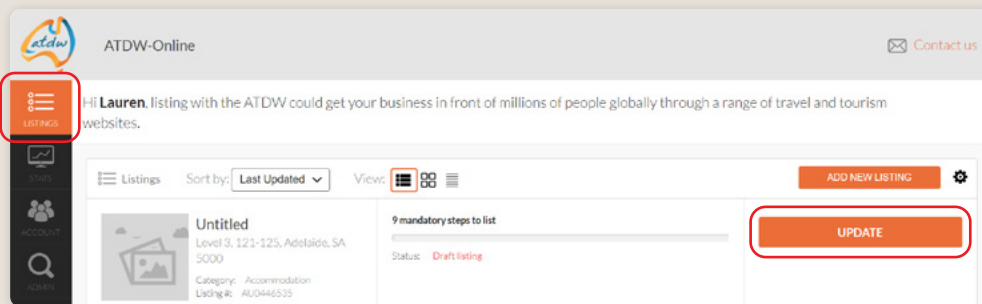 atdw
ATDW-Online
Contact us
LISTINGS
Hi Lauren, listing with the ATDW could get your business in front of millions of people globally through a range of travel and tourism
websites.
STATS
Listings Sort by: Last Updated View: ADD NEW LISTING
Untitled
Level 3, 121-125, Adelaide, SA
5000
Category: Accommodation
Listing #: AU0446535
9 mandatory steps to list
Status: Draft listing
UPDATE
ACCOUNT
ADMIN